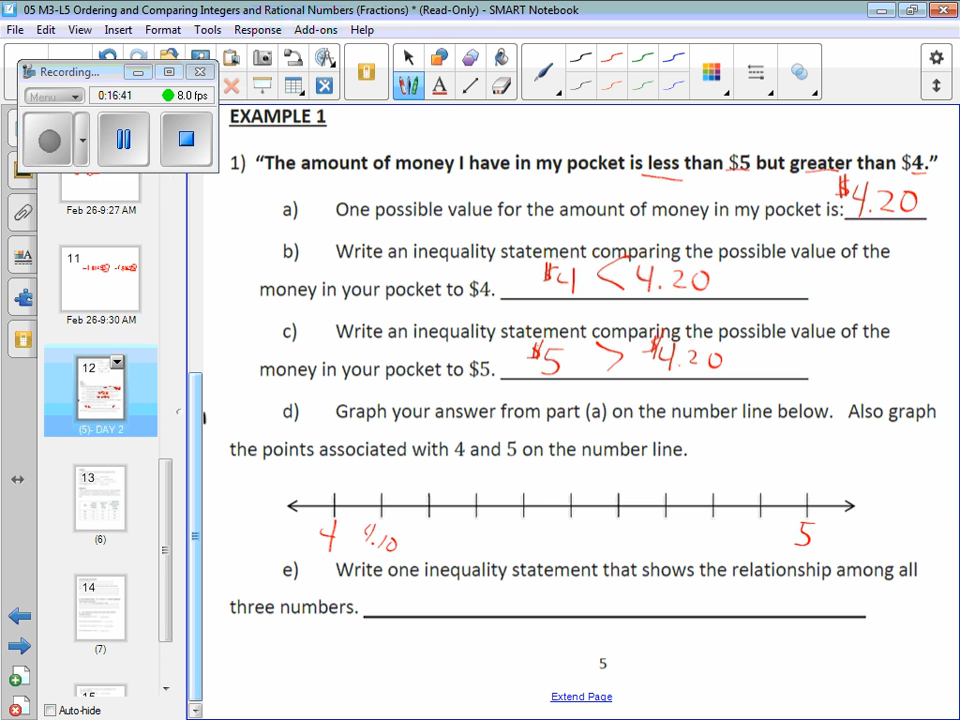 05 M3-L5 Ordering and Comparing Integers and Rational Numbers (Fractions) * (Read-Only) - SMART Notebook
File Edit View Insert Format Tools Response Add-ons Help
Recording...
Menu 0:16:41 8.0 fps
Feb 26-9:27 AM
11
Feb 26-9:30 AM
12
(5)- DAY 2
13
(6)
14
(7)
15
Auto-hide
EXAMPLE 1
1) “The amount of money I have in my pocket is less than $5 but greater than $4.”
a) One possible value for the amount of money in my pocket is: $4.20
b) Write an inequality statement comparing the possible value of the
money in your pocket to $4. $4 < 4.20
c) Write an inequality statement comparing the possible value of the
money in your pocket to $5. $5 > $4.20
d) Graph your answer from part (a) on the number line below. Also graph
the points associated with 4 and 5 on the number line.
4 4.10 5
e) Write one inequality statement that shows the relationship among all
three numbers.
5
Extend Page